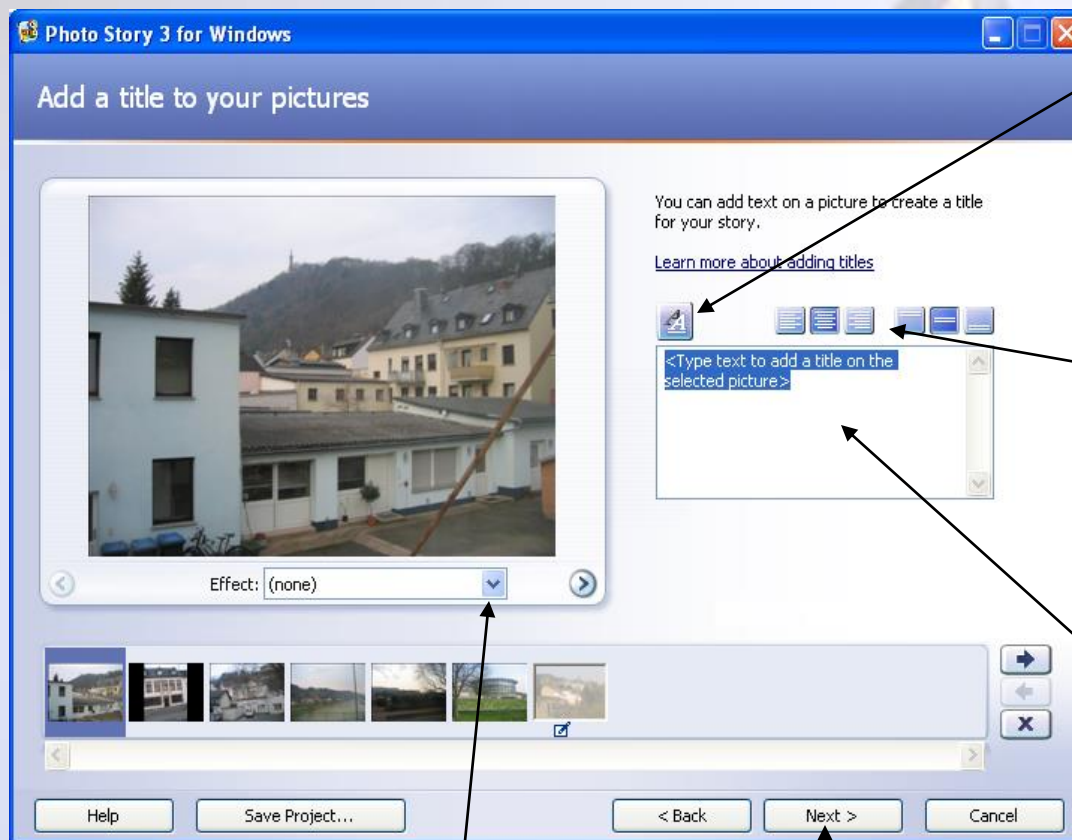 Photo Story 3 for Windows
Add a title to your pictures
You can add text on a picture to create a title
for your story.
Learn more about adding titles
A
<Type text to add a title on the
selected picture>
Effect: (none)
Help
Save Project...
< Back
Next >
Cancel